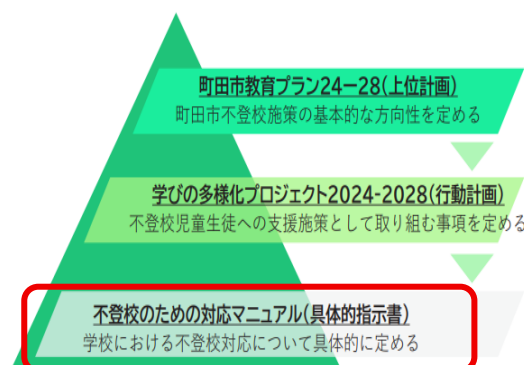 町田市教育プラン24ー28(上位計画)
町田市不登校施策の基本的な方向性を定める
学びの多様化プロジェクト2024-2028(行動計画)
不登校児童生徒への支援施策として取り組む事項を定める
不登校のための対応マニュアル(具体的指示書)
学校における不登校対応について具体的に定める